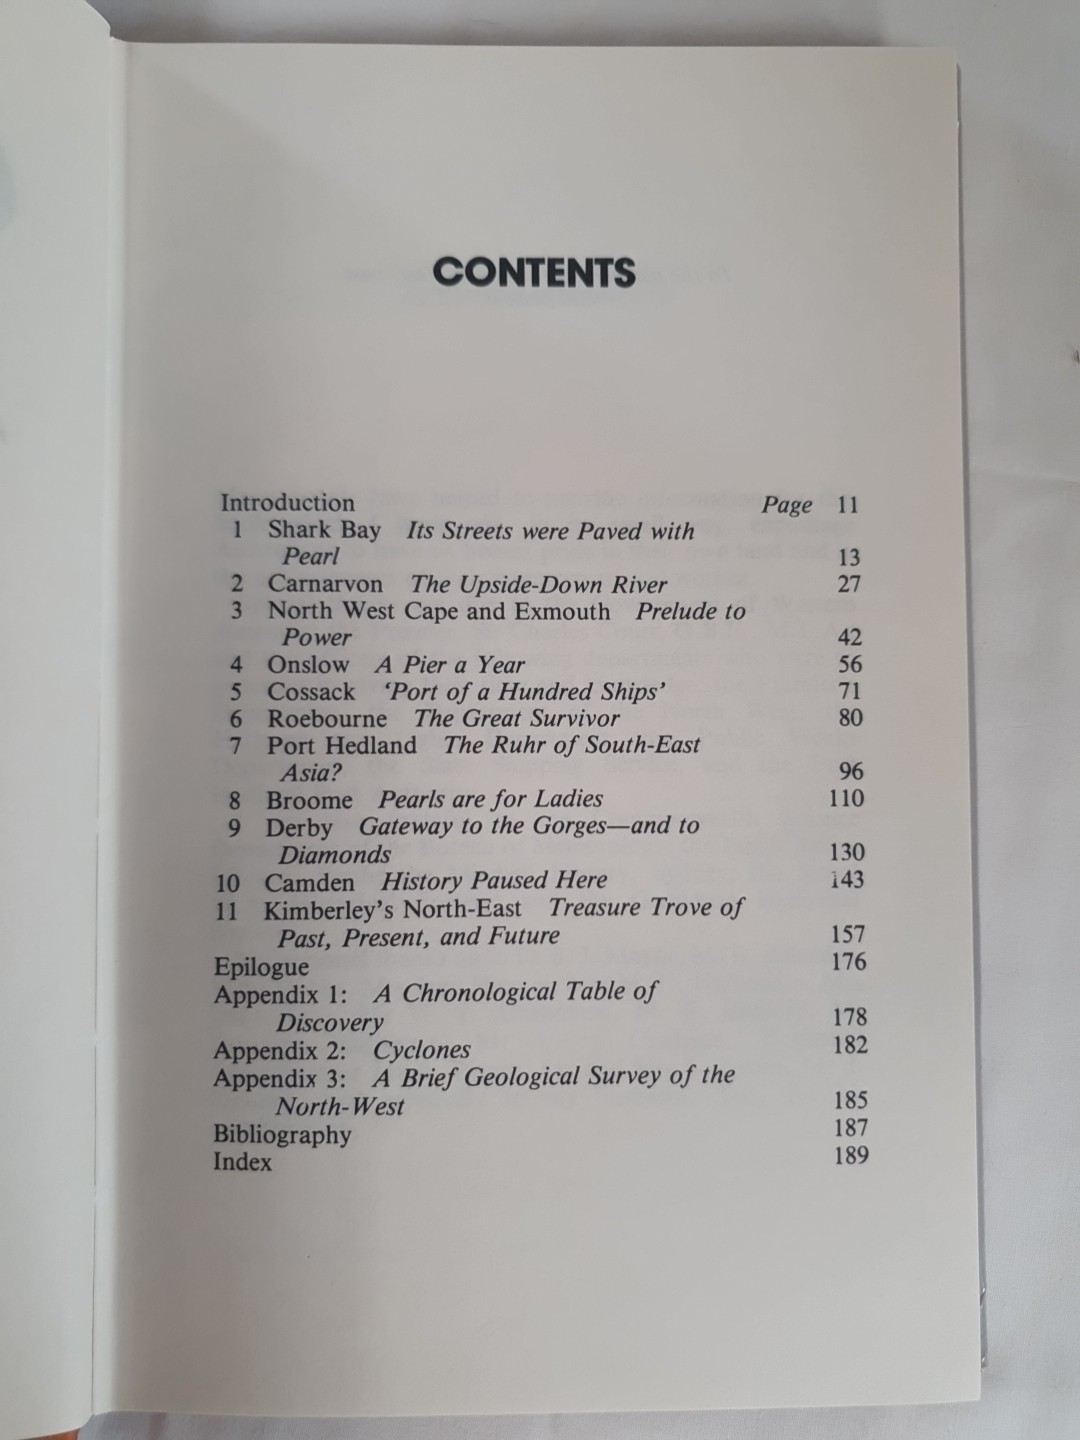 CONTENTS
Introduction Page 11
1 Shark Bay Its Streets were Paved with
Pearl 13
2 Carnarvon The Upside-Down River 27
3 North West Cape and Exmouth Prelude to
Power 42
4 Onslow A Pier a Year 56
5 Cossack ‘Port of a Hundred Ships’ 71
6 Roebourne The Great Survivor 80
7 Port Hedland The Ruhr of South-East
Asia? 96
8 Broome Pearls are for Ladies 110
9 Derby Gateway to the Gorges—and to
Diamonds 130
10 Camden History Paused Here 143
11 Kimberley’s North-East Treasure Trove of
Past, Present, and Future 157
Epilogue 176
Appendix 1: A Chronological Table of
Discovery 178
Appendix 2: Cyclones 182
Appendix 3: A Brief Geological Survey of the
North-West 185
Bibliography 187
Index 189